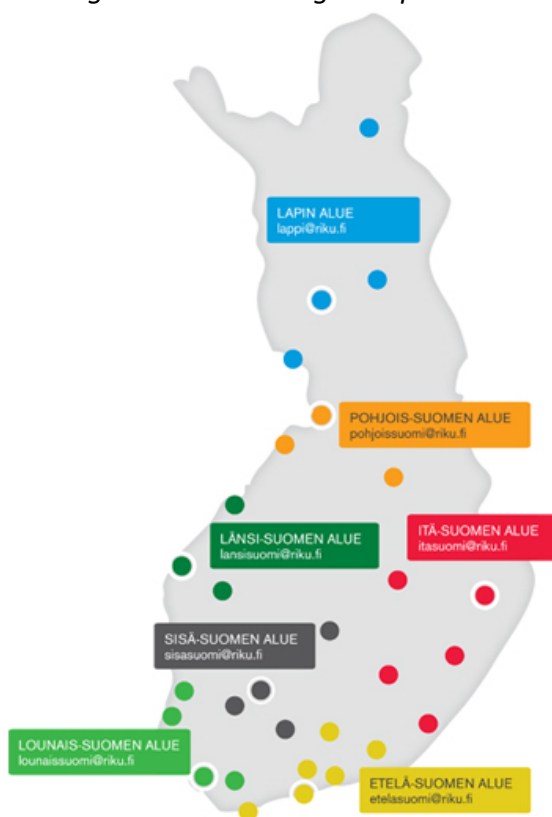 LAPIN ALUE
lappi@riku.fi
POHJOIS-SUOMEN ALUE
pohjoissuomi@riku.fi
LÄNSI-SUOMEN ALUE
lansisuomi@riku.fi
ITÄ-SUOMEN ALUE
itasuomi@riku.fi
SISÄ-SUOMEN ALUE
sisasuomi@riku.fi
LOUNAIS-SUOMEN ALUE
lounaissuomi@riku.fi
ETELÄ-SUOMEN ALUE
etelasuomi@riku.fi